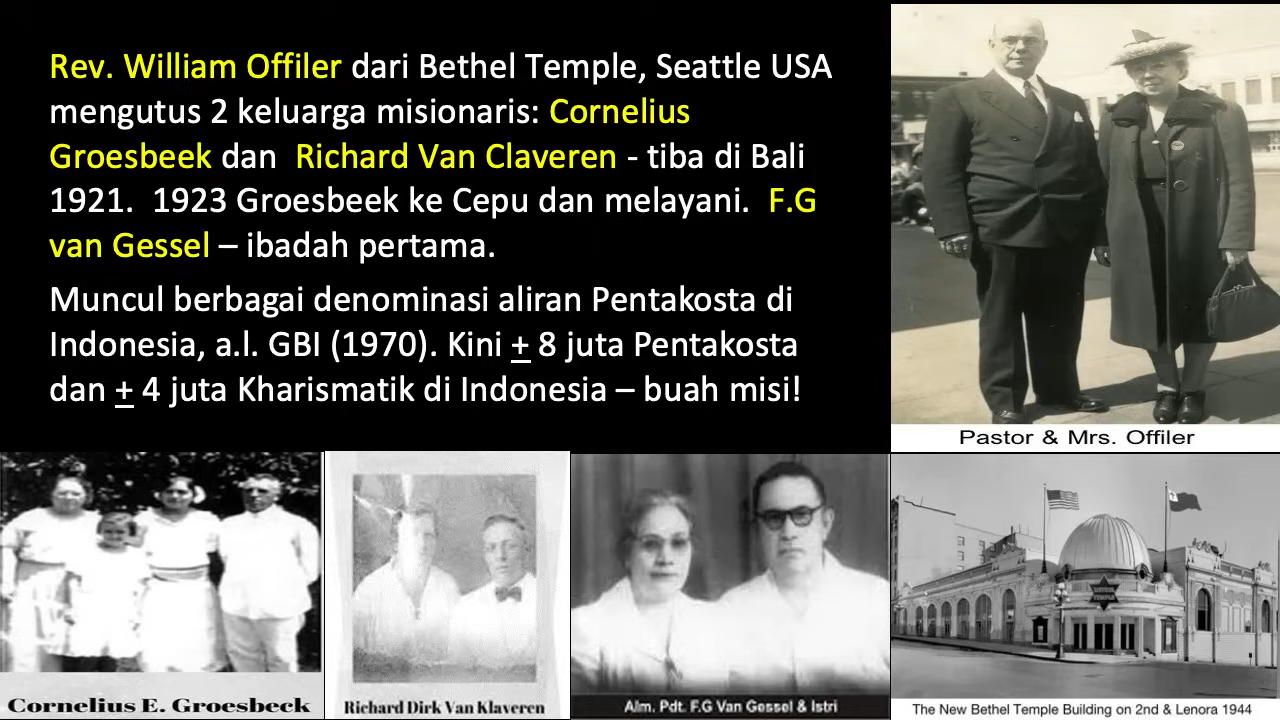 Rev. William Offiler dari Bethel Temple, Seattle USA
mengutus 2 keluarga misionaris: Cornelius
Groesbeek dan Richard Van Claveren - tiba di Bali
1921. 1923 Groesbeek ke Cepu dan melayani. F.G
van Gessel – ibadah pertama.
Muncul berbagai denominasi aliran Pentakosta di
Indonesia, a.l. GBI (1970). Kini + 8 juta Pentakosta
dan + 4 juta Kharismatik di Indonesia – buah misi!
Pastor & Mrs. Offiler
Cornelius E. Groesbeck
Richard Dirk Van Klaveren
Alm. Pdt. F.G Van Gessel & Istri
BETHEL
TEMPLE
The New Bethel Temple Building on 2nd & Lenora 1944